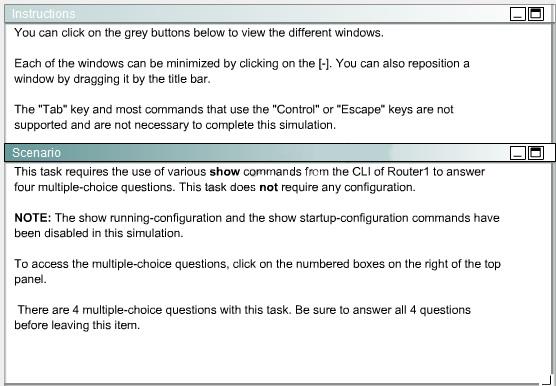 Instructions
You can click on the grey buttons below to view the different windows.
Each of the windows can be minimized by clicking on the [-]. You can also reposition a
window by dragging it by the title bar.
The "Tab" key and most commands that use the "Control" or "Escape" keys are not
supported and are not necessary to complete this simulation.
Scenario
This task requires the use of various show commands from the CLI of Router1 to answer
four multiple-choice questions. This task does not require any configuration.
NOTE: The show running-configuration and the show startup-configuration commands have
been disabled in this simulation.
To access the multiple-choice questions, click on the numbered boxes on the right of the top
panel.
There are 4 multiple-choice questions with this task. Be sure to answer all 4 questions
before leaving this item.